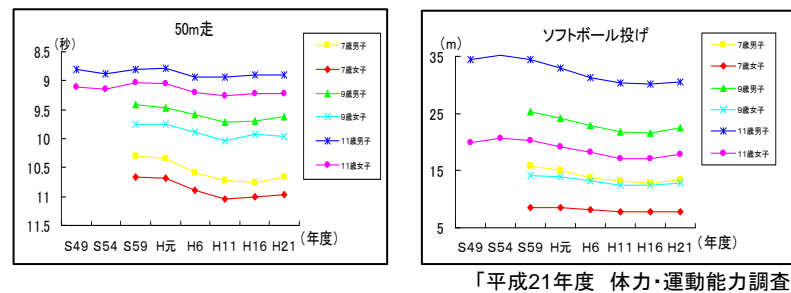 50m走
(秒)
8.5
9
9.5
10
10.5
11
11.5
S49 S54 S59 H元 H6 H11 H16 H21 (年度)
7歳男子
7歳女子
9歳男子
9歳女子
11歳男子
11歳女子
ソフトボール投げ
(m)
35
25
15
5
S49 S54 S59 H元 H6 H11 H16 H21 (年度)
7歳男子
7歳女子
9歳男子
9歳女子
11歳男子
11歳女子
「平成21年度 体力・運動能力調査